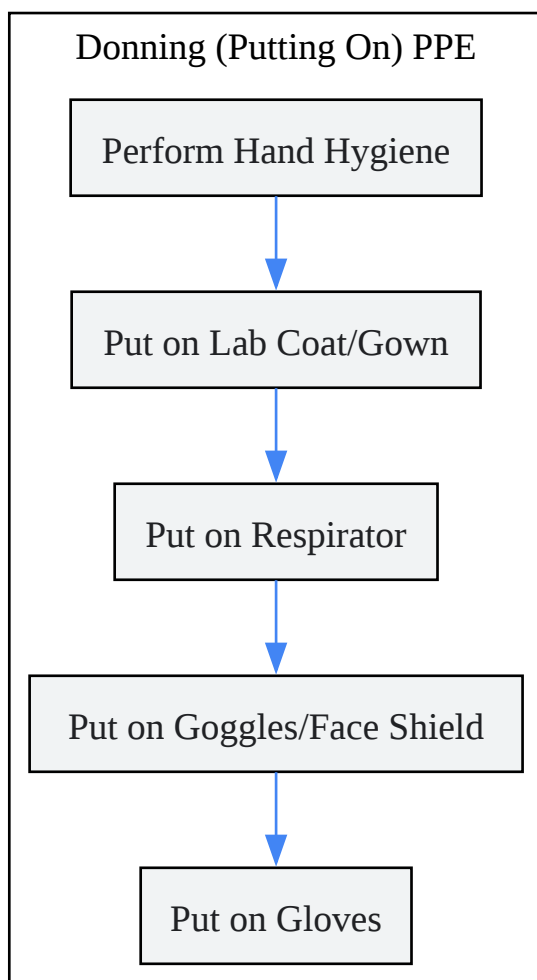 Donning (Putting On) PPE
Perform Hand Hygiene
Put on Lab Coat/Gown
Put on Respirator
Put on Goggles/Face Shield
Put on Gloves